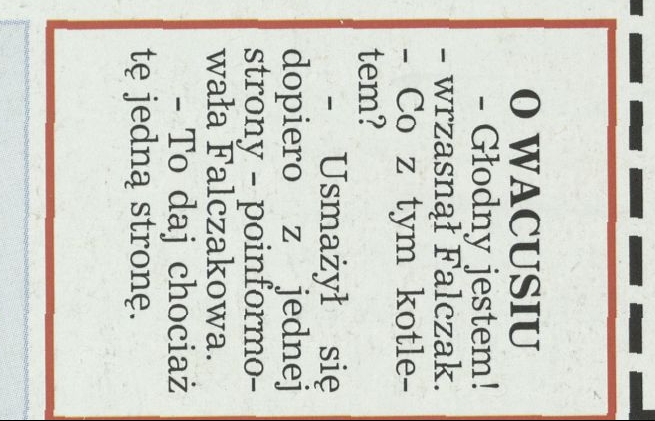 O WACUSIU
- Głodny jestem!
- wrzasnął Falczak.
- Co z tym kotle-
tem?
- Usmażył się
dopiero z jednej
strony - poinformo-
wała Falczakowa.
- To daj chociaż
tę jedną stronę.